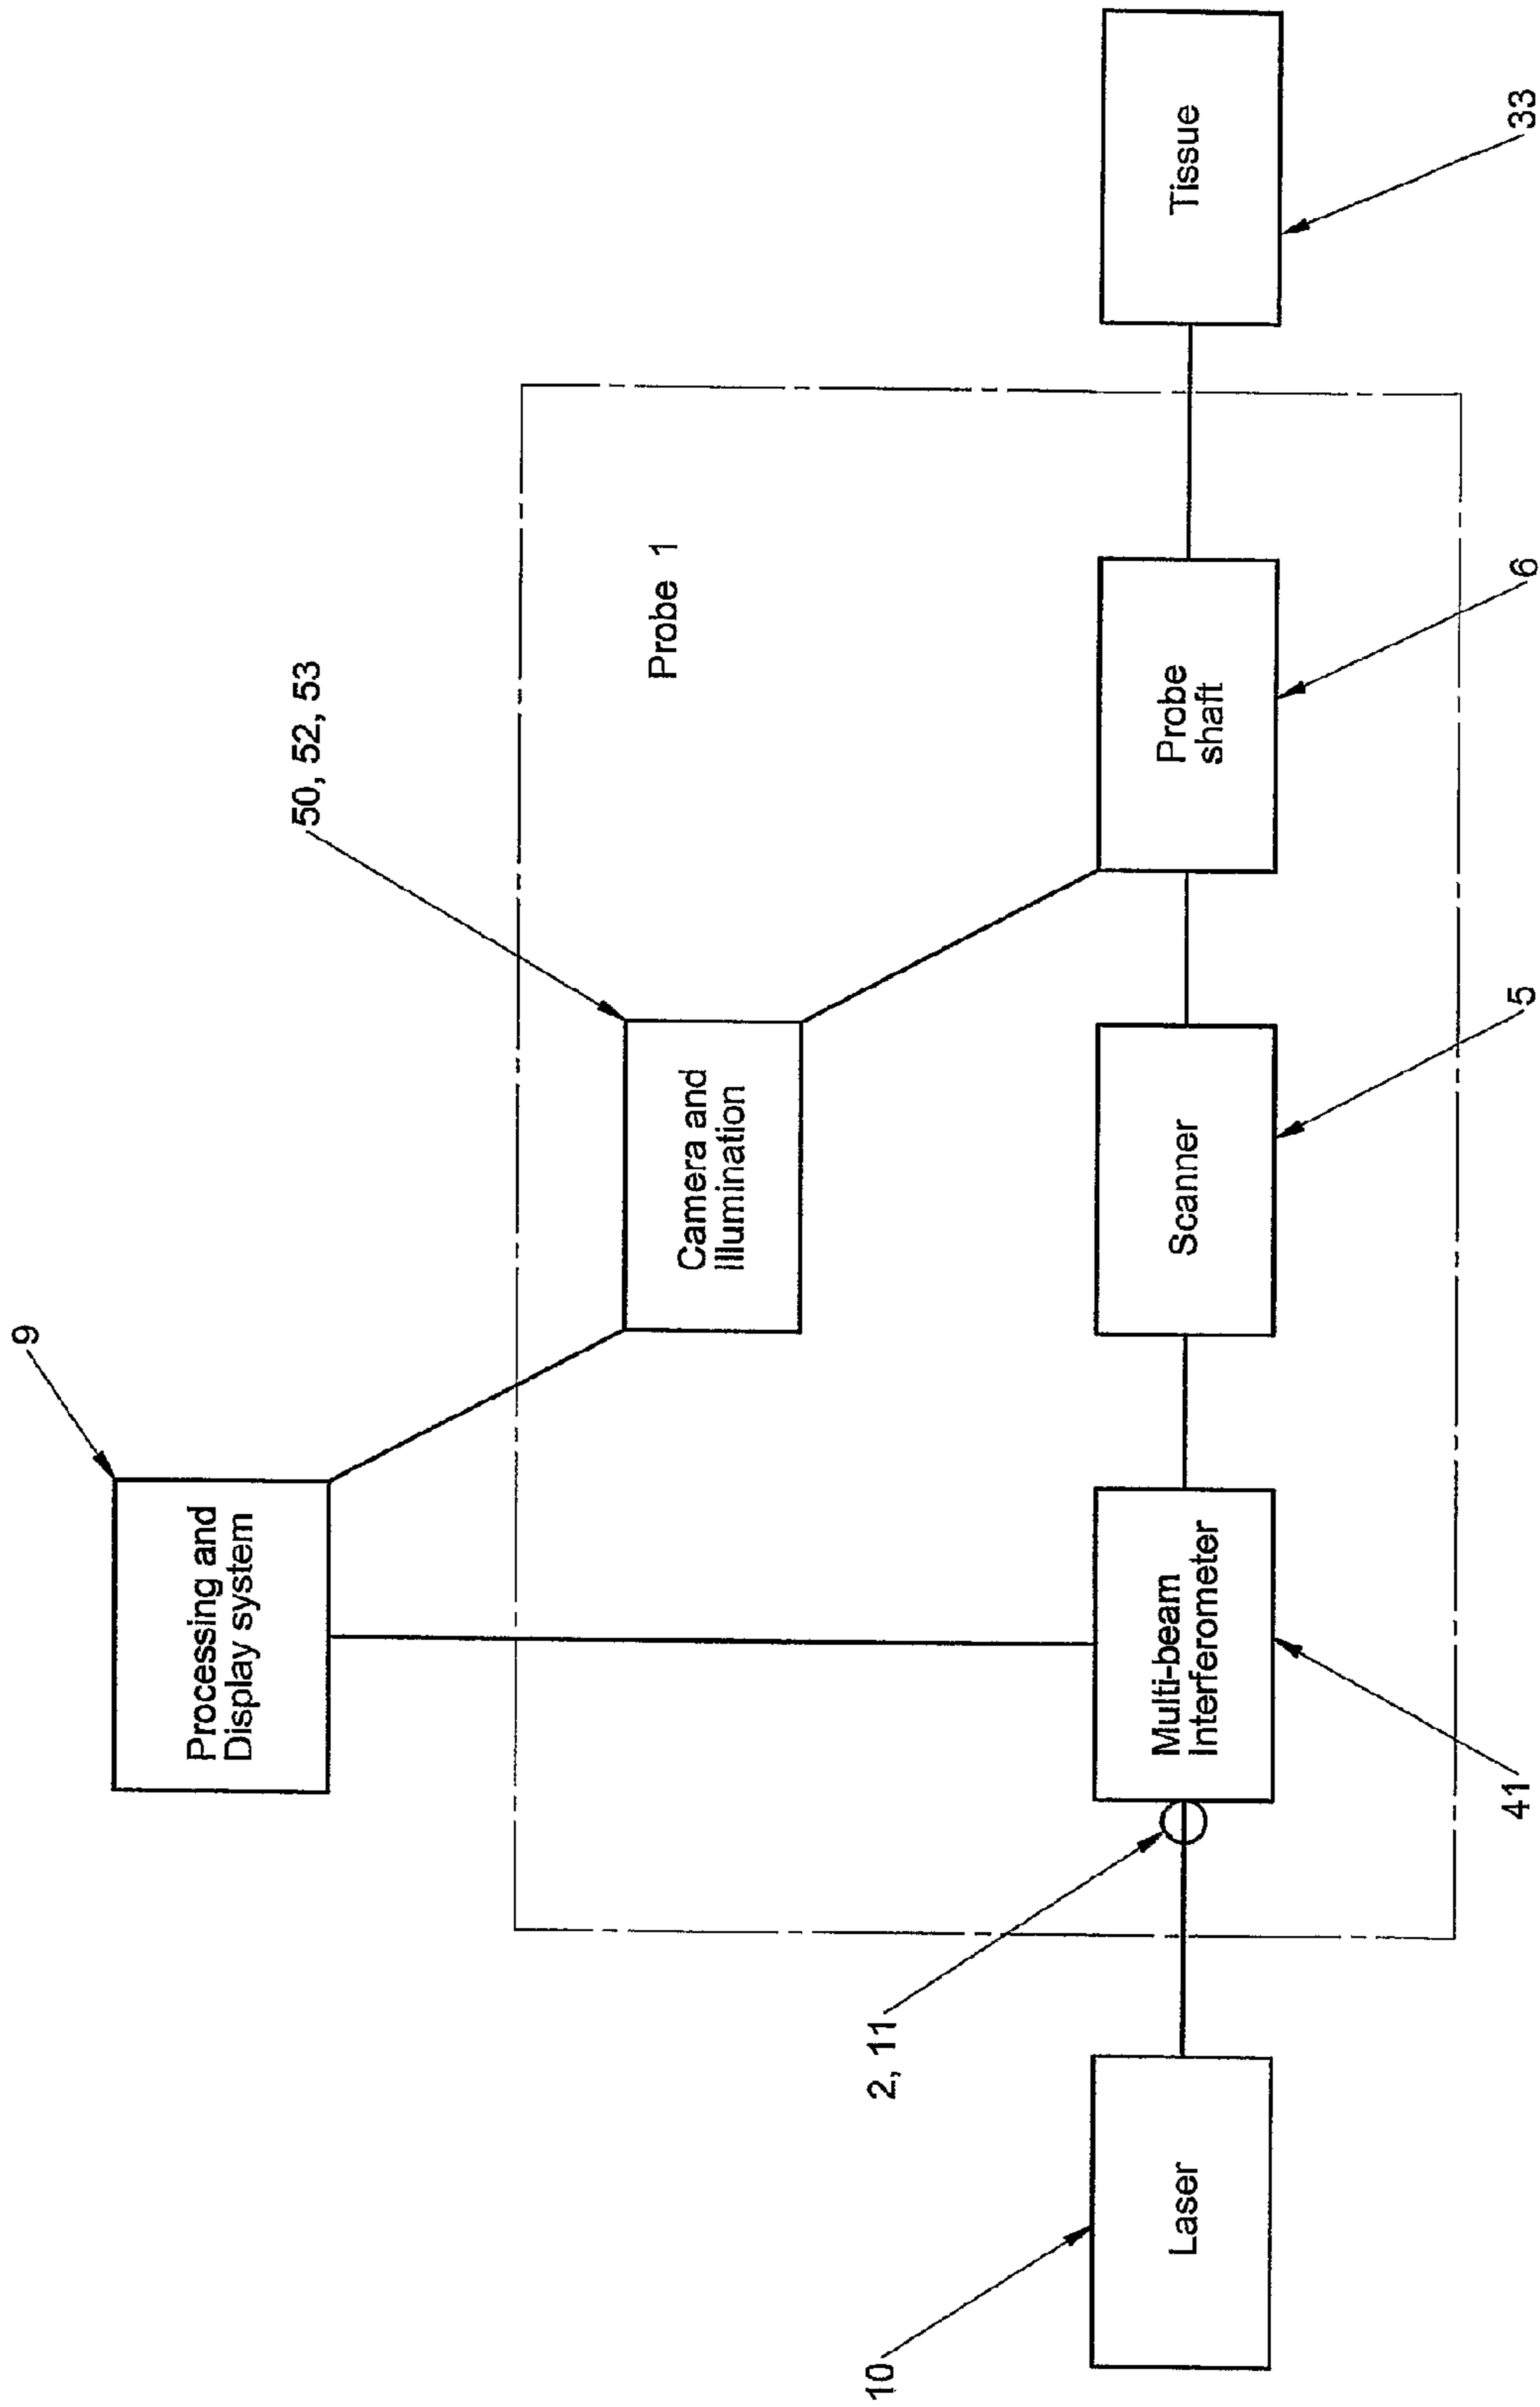 9
Processing and
Display system
50, 52, 53
Probe 1
Camera and
Illumination
2, 11
10
Laser
Multi-beam
Interferometer
Scanner
Probe
shaft
Tissue
41
5
6
33